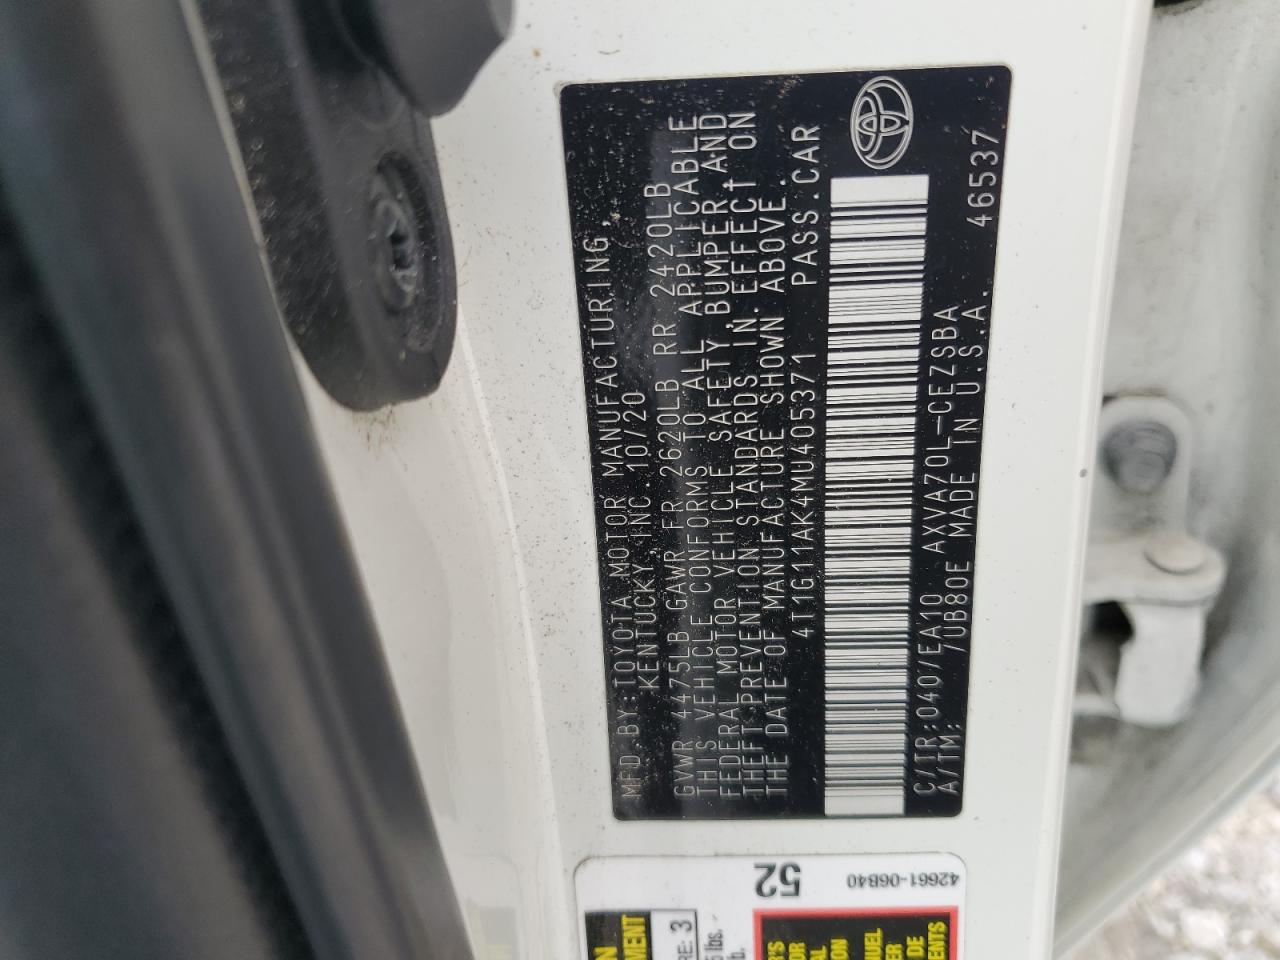 MFD.BY:TOYOTA MOTOR MANUFACTURING,
KENTUCKY, INC. 10/20
GVWR 4475LB GAWR FR 2620LB RR 2420LB
THIS VEHICLE CONFORMS TO ALL APPLICABLE
FEDERAL MOTOR VEHICLE SAFETY, BUMPER, AND
THEFT PREVENTION STANDARDS IN EFFECT ON
THE DATE OF MANUFACTURE SHOWN ABOVE.
4T1G11AK4MU405371 PASS.CAR
C/TR:040/EA10 AXVA70L-CEZSBA 46537
A/TM: /UB80E MADE IN U.S.A.
52
42661-06B40